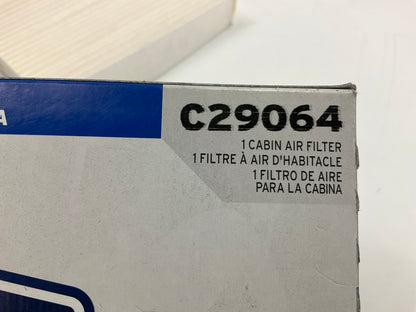 A
C29064
1 CABIN AIR FILTER
1 FILTRE À AIR D'HABITACLE
1 FILTRO DE AIRE
PARA LA CABINA